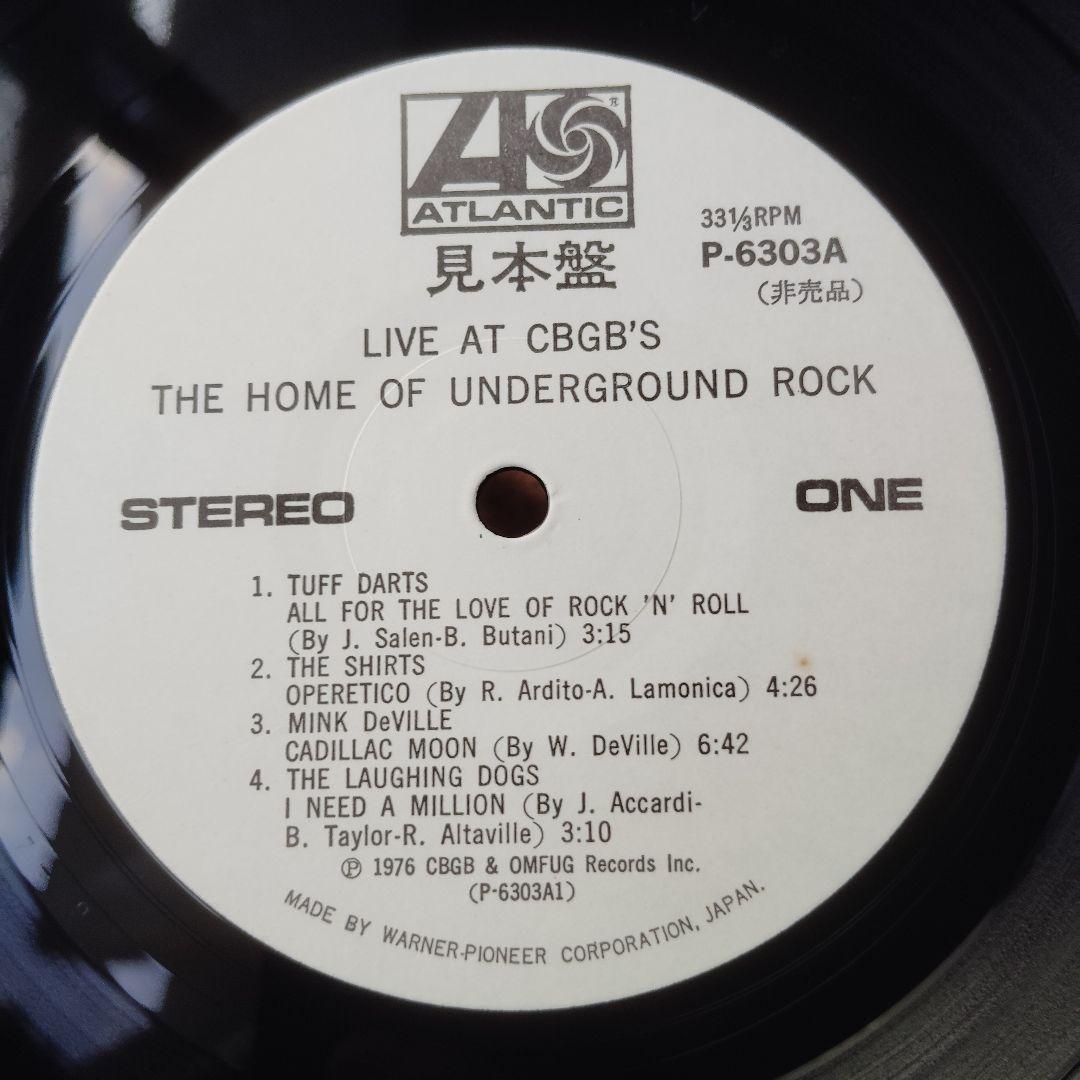 ATLANTIC
見本盤
33⅓RPM
P-6303A
（非売品）
LIVE AT CBGB'S
THE HOME OF UNDERGROUND ROCK
STEREO
ONE
1. TUFF DARTS
ALL FOR THE LOVE OF ROCK 'N' ROLL
(By J. Salen-B. Butani) 3:15
2. THE SHIRTS
OPERETICO (By R. Ardito-A. Lamonica) 4:26
3. MINK DeVILLE
CADILLAC MOON (By W. DeVille) 6:42
4. THE LAUGHING DOGS
I NEED A MILLION (By J. Accardi-
B. Taylor-R. Altaville) 3:10
℗ 1976 CBGB & OMFUG Records Inc.
(P-6303A1)
MADE BY WARNER-PIONEER CORPORATION, JAPAN.